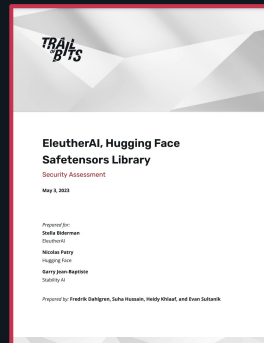 TRAIL
OF
BITS
EleutherAI, Hugging Face
Safetensors Library
Security Assessment
May 3, 2023
Prepared for:
Stella Biderman
EleutherAI
Nicolas Patry
Hugging Face
Garry Jean-Baptiste
Stability AI
Prepared by: Fredrik Dahlgren, Suha Hussain, Heidy Khlaaf, and Evan Sultanik